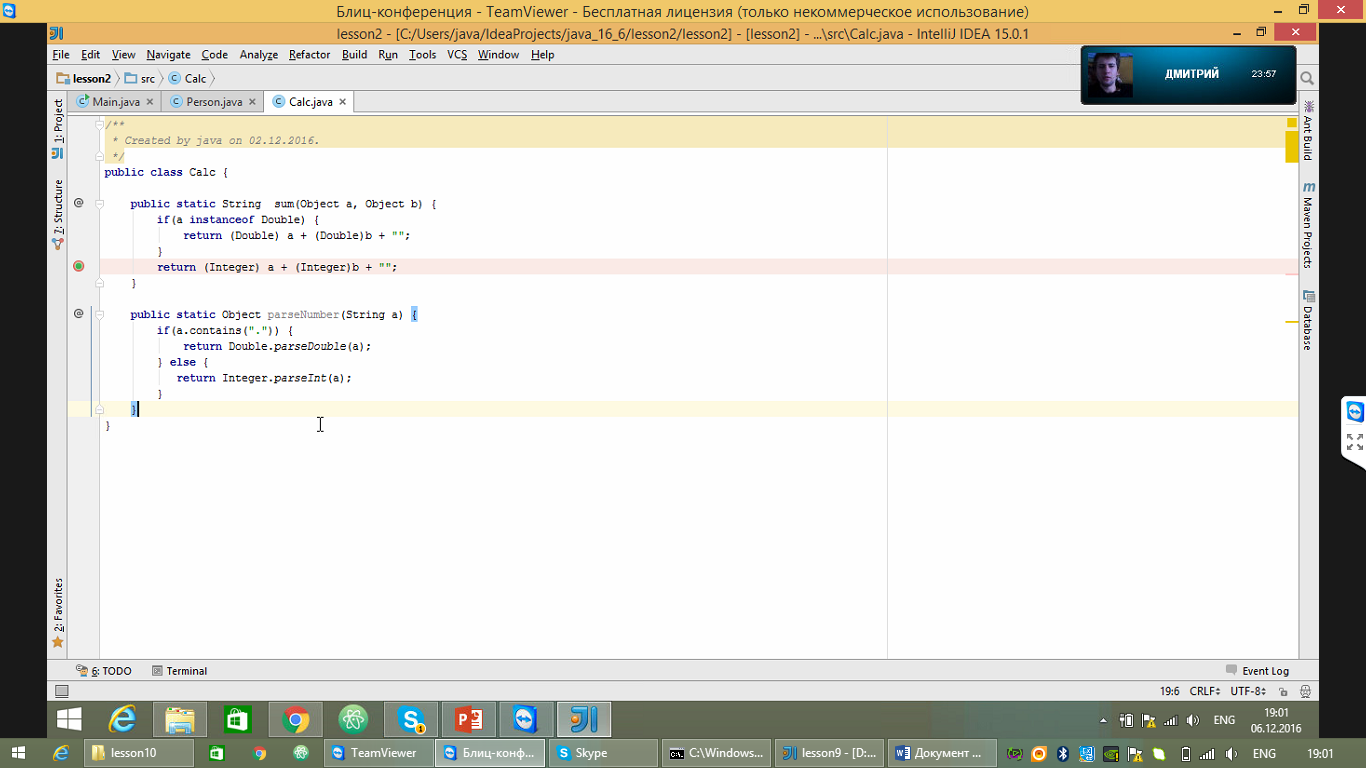 Блиц-конференция - TeamViewer - Бесплатная лицензия (только некоммерческое использование)
lesson2 - [C:/Users/java/IdeaProjects/java_16_6/lesson2/lesson2] - [lesson2] - ...\src\Calc.java - IntelliJ IDEA 15.0.1
File Edit View Navigate Code Analyze Refactor Build Run Tools VCS Window Help
ДМИТРИЙ 23:57
lesson2 src Calc
Main.java Person.java Calc.java
1: Project
7: Structure
2: Favorites
/**
* Created by java on 02.12.2016.
*/
public class Calc {
public static String  sum(Object a, Object b) {
if(a instanceof Double) {
return (Double) a + (Double)b + "";
}
return (Integer) a + (Integer)b + "";
}
public static Object parseNumber(String a) {
if(a.contains(".")) {
return Double.parseDouble(a);
} else {
return Integer.parseInt(a);
}
}
}
Ant Build
m
Maven Projects
Database
6: TODO Terminal Event Log
19:6 CRLF UTF-8
ENG 19:01
06.12.2016
lesson10 TeamViewer Блиц-конф... Skype C:\Windows... lesson9 - [D:... Документ ... ENG 19:01